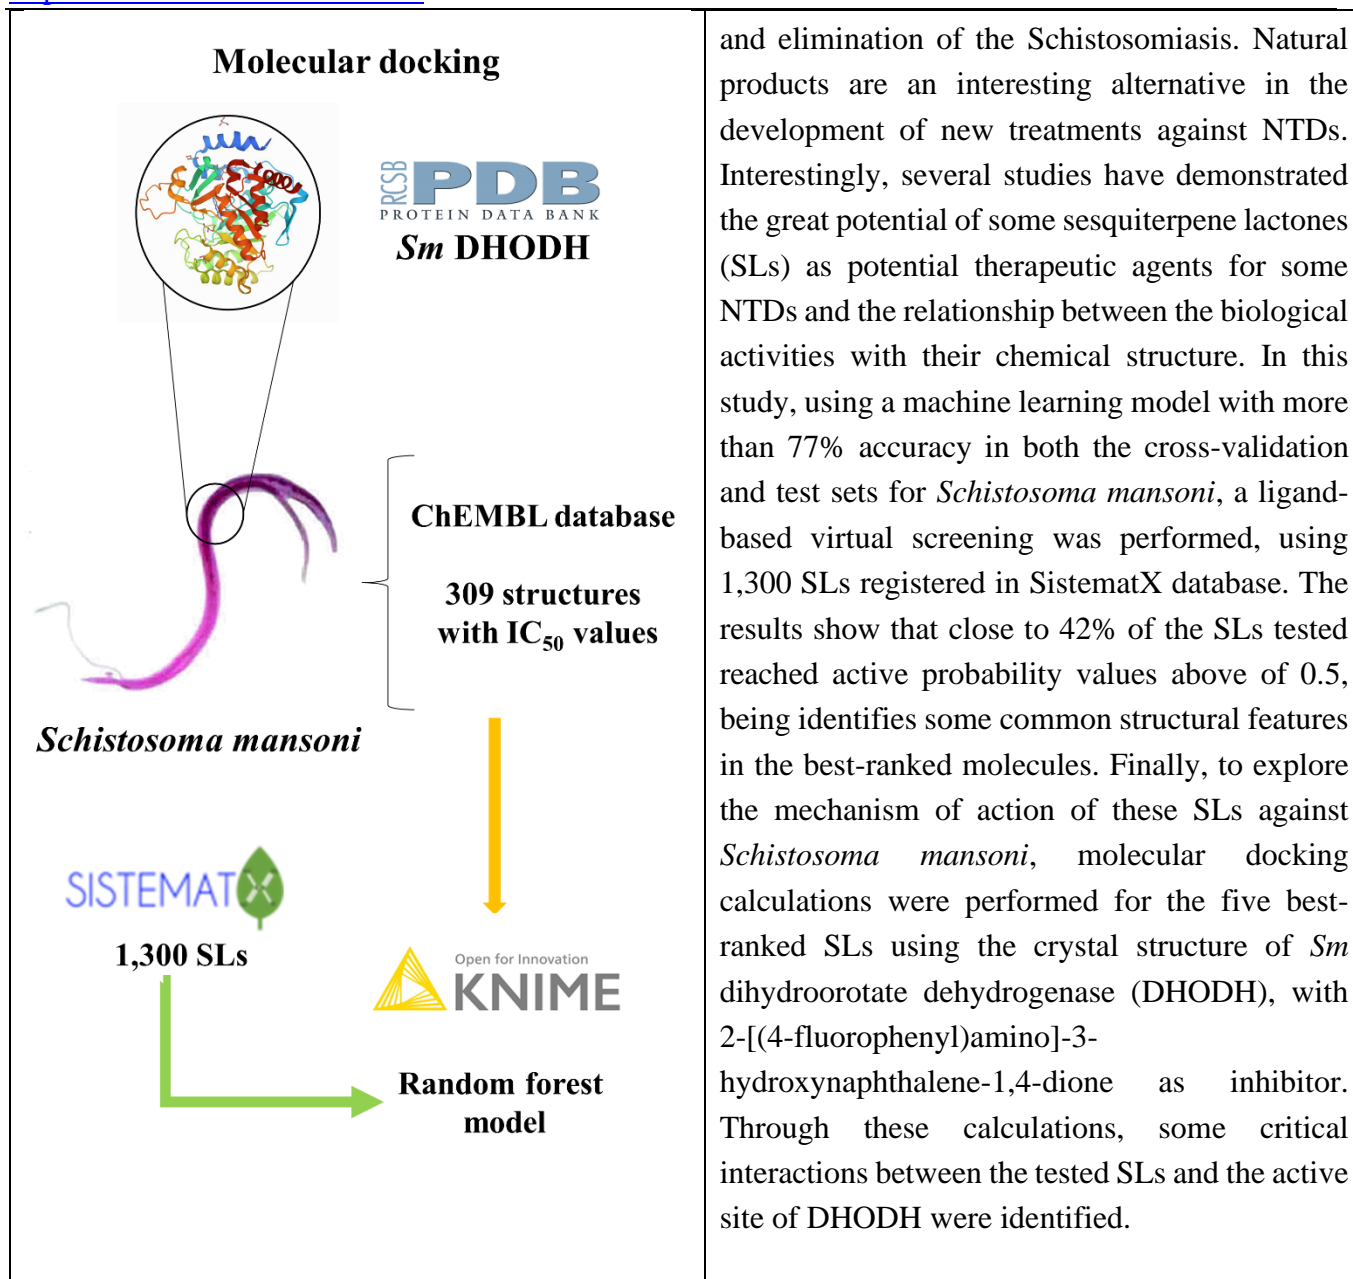 Molecular docking
RCSB
PDB
PROTEIN DATA BANK
Sm DHODH
ChEMBL database
309 structures
with IC50 values
Schistosoma mansoni
SISTEMATX
1,300 SLs
Open for Innovation
KNIME
Random forest
model
and elimination of the Schistosomiasis. Natural
products are an interesting alternative in the
development of new treatments against NTDs.
Interestingly, several studies have demonstrated
the great potential of some sesquiterpene lactones
(SLs) as potential therapeutic agents for some
NTDs and the relationship between the biological
activities with their chemical structure. In this
study, using a machine learning model with more
than 77% accuracy in both the cross-validation
and test sets for Schistosoma mansoni, a ligand-
based virtual screening was performed, using
1,300 SLs registered in SistematX database. The
results show that close to 42% of the SLs tested
reached active probability values above of 0.5,
being identifies some common structural features
in the best-ranked molecules. Finally, to explore
the mechanism of action of these SLs against
Schistosoma mansoni, molecular docking
calculations were performed for the five best-
ranked SLs using the crystal structure of Sm
dihydroorotate dehydrogenase (DHODH), with
2-[(4-fluorophenyl)amino]-3-
hydroxynaphthalene-1,4-dione as inhibitor.
Through these calculations, some critical
interactions between the tested SLs and the active
site of DHODH were identified.